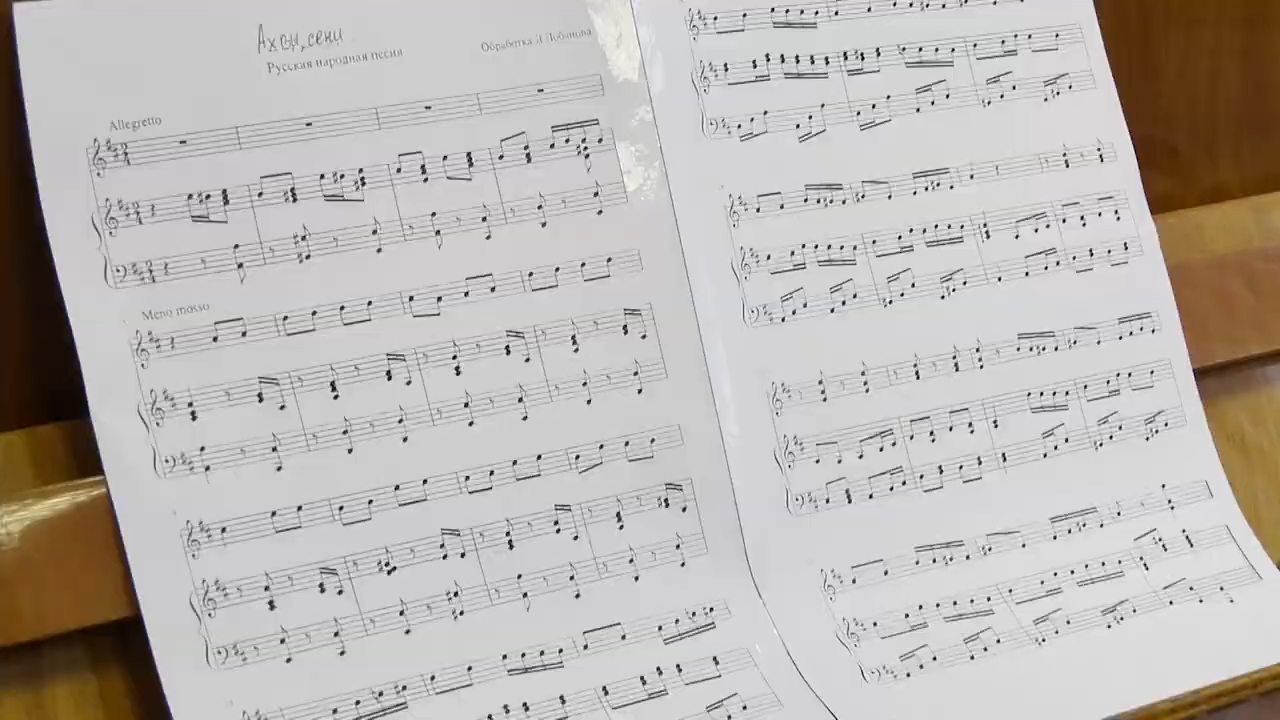 Ах вы, сени
Русская народная песня
Обработка Л Лобанова
Allegretto
Meno mosso